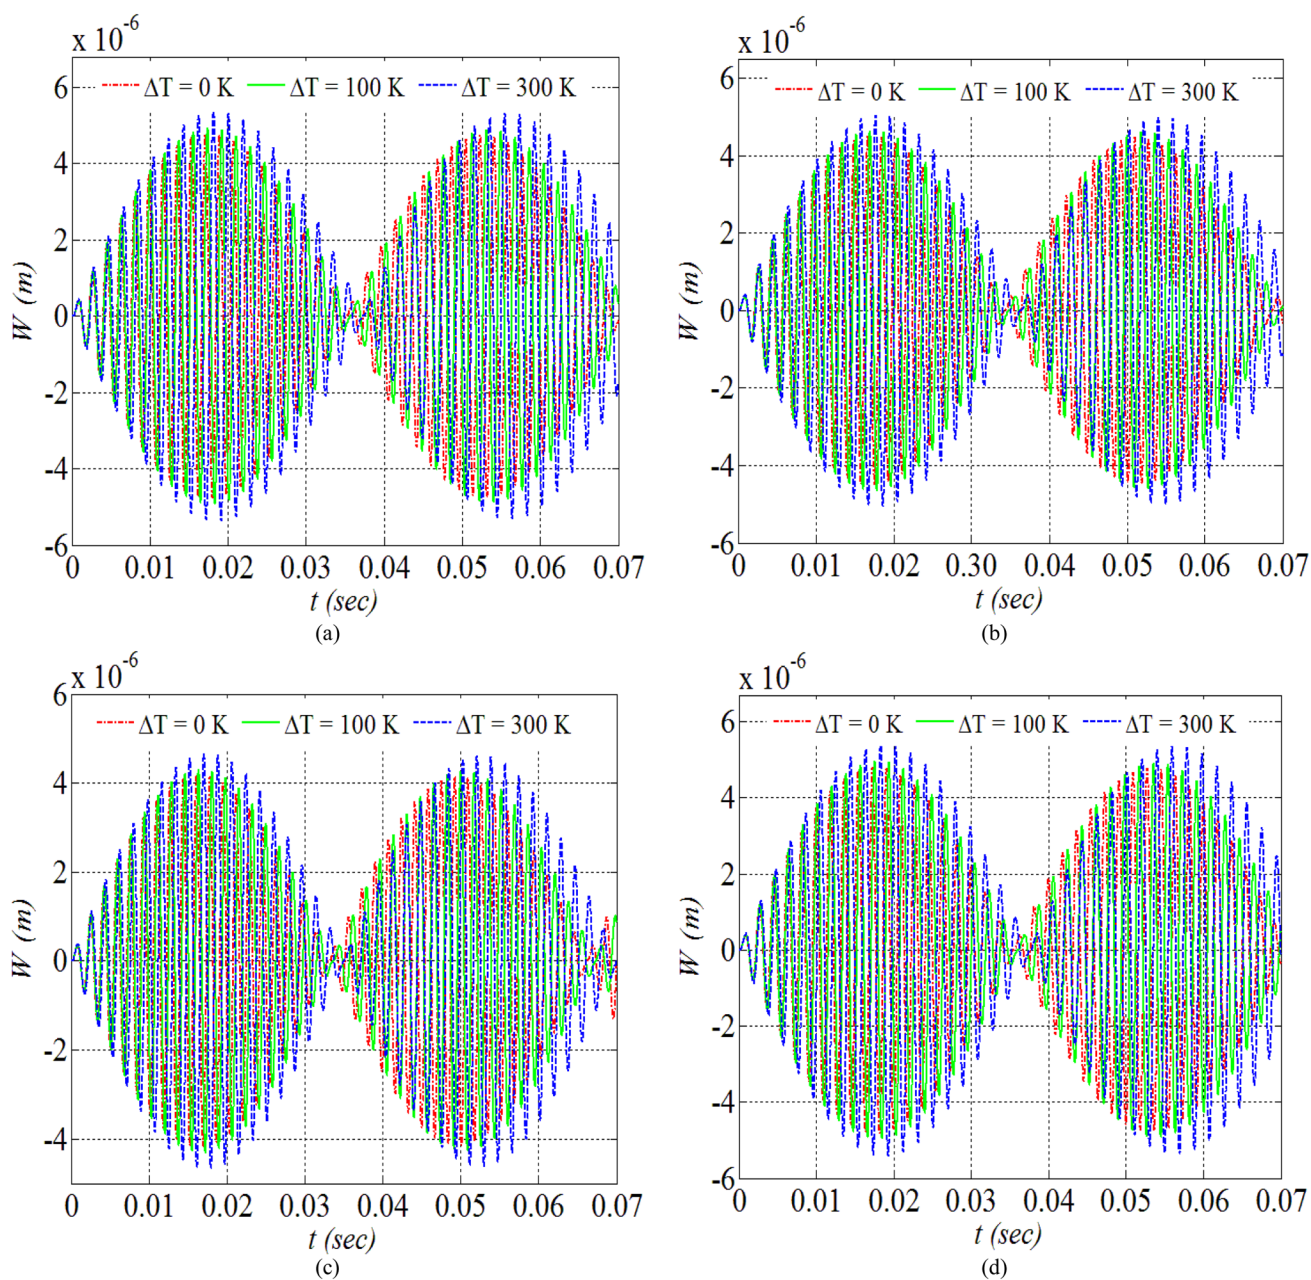 x 10⁻⁶
6
ΔT = 0 K ΔT = 100 K ΔT = 300 K
4
2
0
-2
-4
-6
W (m)
0 0.01 0.02 0.03 0.04 0.05 0.06 0.07
t (sec)
(a)
x 10⁻⁶
6
ΔT = 0 K ΔT = 100 K ΔT = 300 K
4
2
0
-2
-4
-6
W (m)
0 0.01 0.02 0.30 0.04 0.05 0.06 0.07
t (sec)
(b)
x 10⁻⁶
6
ΔT = 0 K ΔT = 100 K ΔT = 300 K
4
2
0
-2
-4
W (m)
0 0.01 0.02 0.03 0.04 0.05 0.06 0.07
t (sec)
(c)
x 10⁻⁶
6
ΔT = 0 K ΔT = 100 K ΔT = 300 K
4
2
0
-2
-4
-6
W (m)
0 0.01 0.02 0.03 0.04 0.05 0.06 0.07
t (sec)
(d)